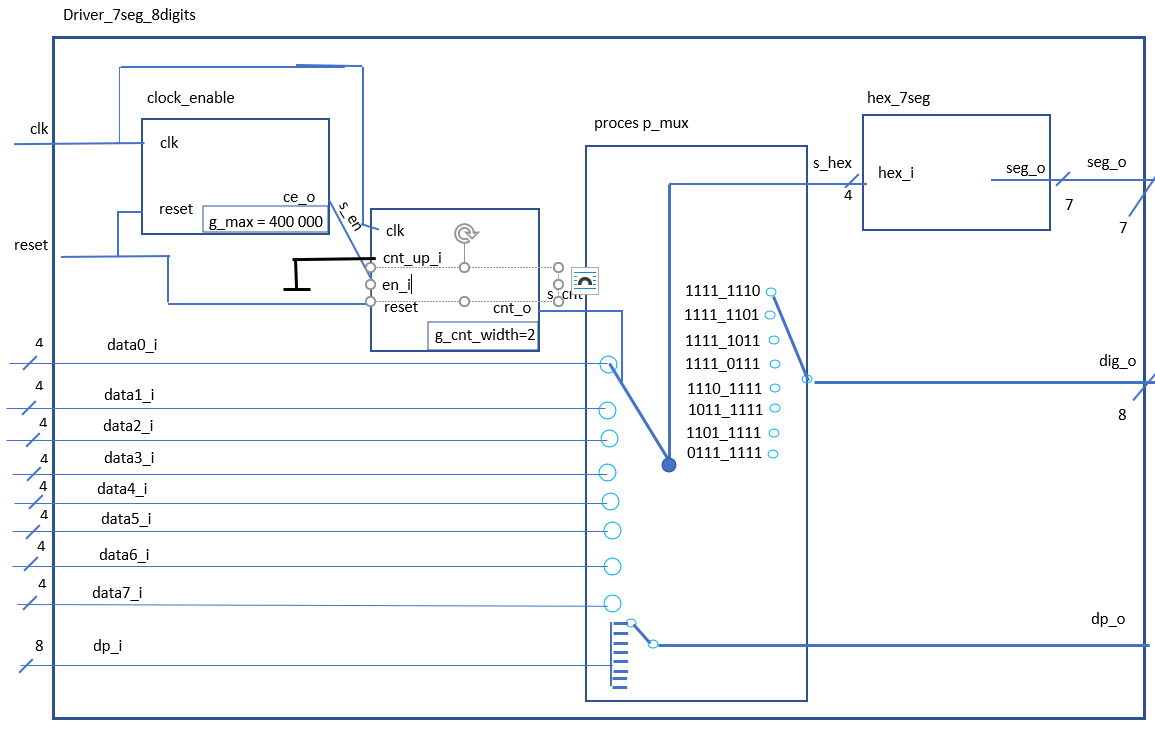 Driver_7seg_8digits
clock_enable
hex_7seg
proces p_mux
clk
clk
s_hex
seg_o
seg_o
hex_i
ce_o
4
7
7
reset
g_max = 400 000
s_en
clk
reset
cnt_up_i
en_i
s_cnt
reset
cnt_o
g_cnt_width=2
1111_1110
1111_1101
1111_1011
1111_0111
1110_1111
1011_1111
1101_1111
0111_1111
4
data0_i
4
data1_i
4
data2_i
4
data3_i
4
data4_i
4
data5_i
4
data6_i
4
data7_i
8
dp_i
dig_o
8
dp_o